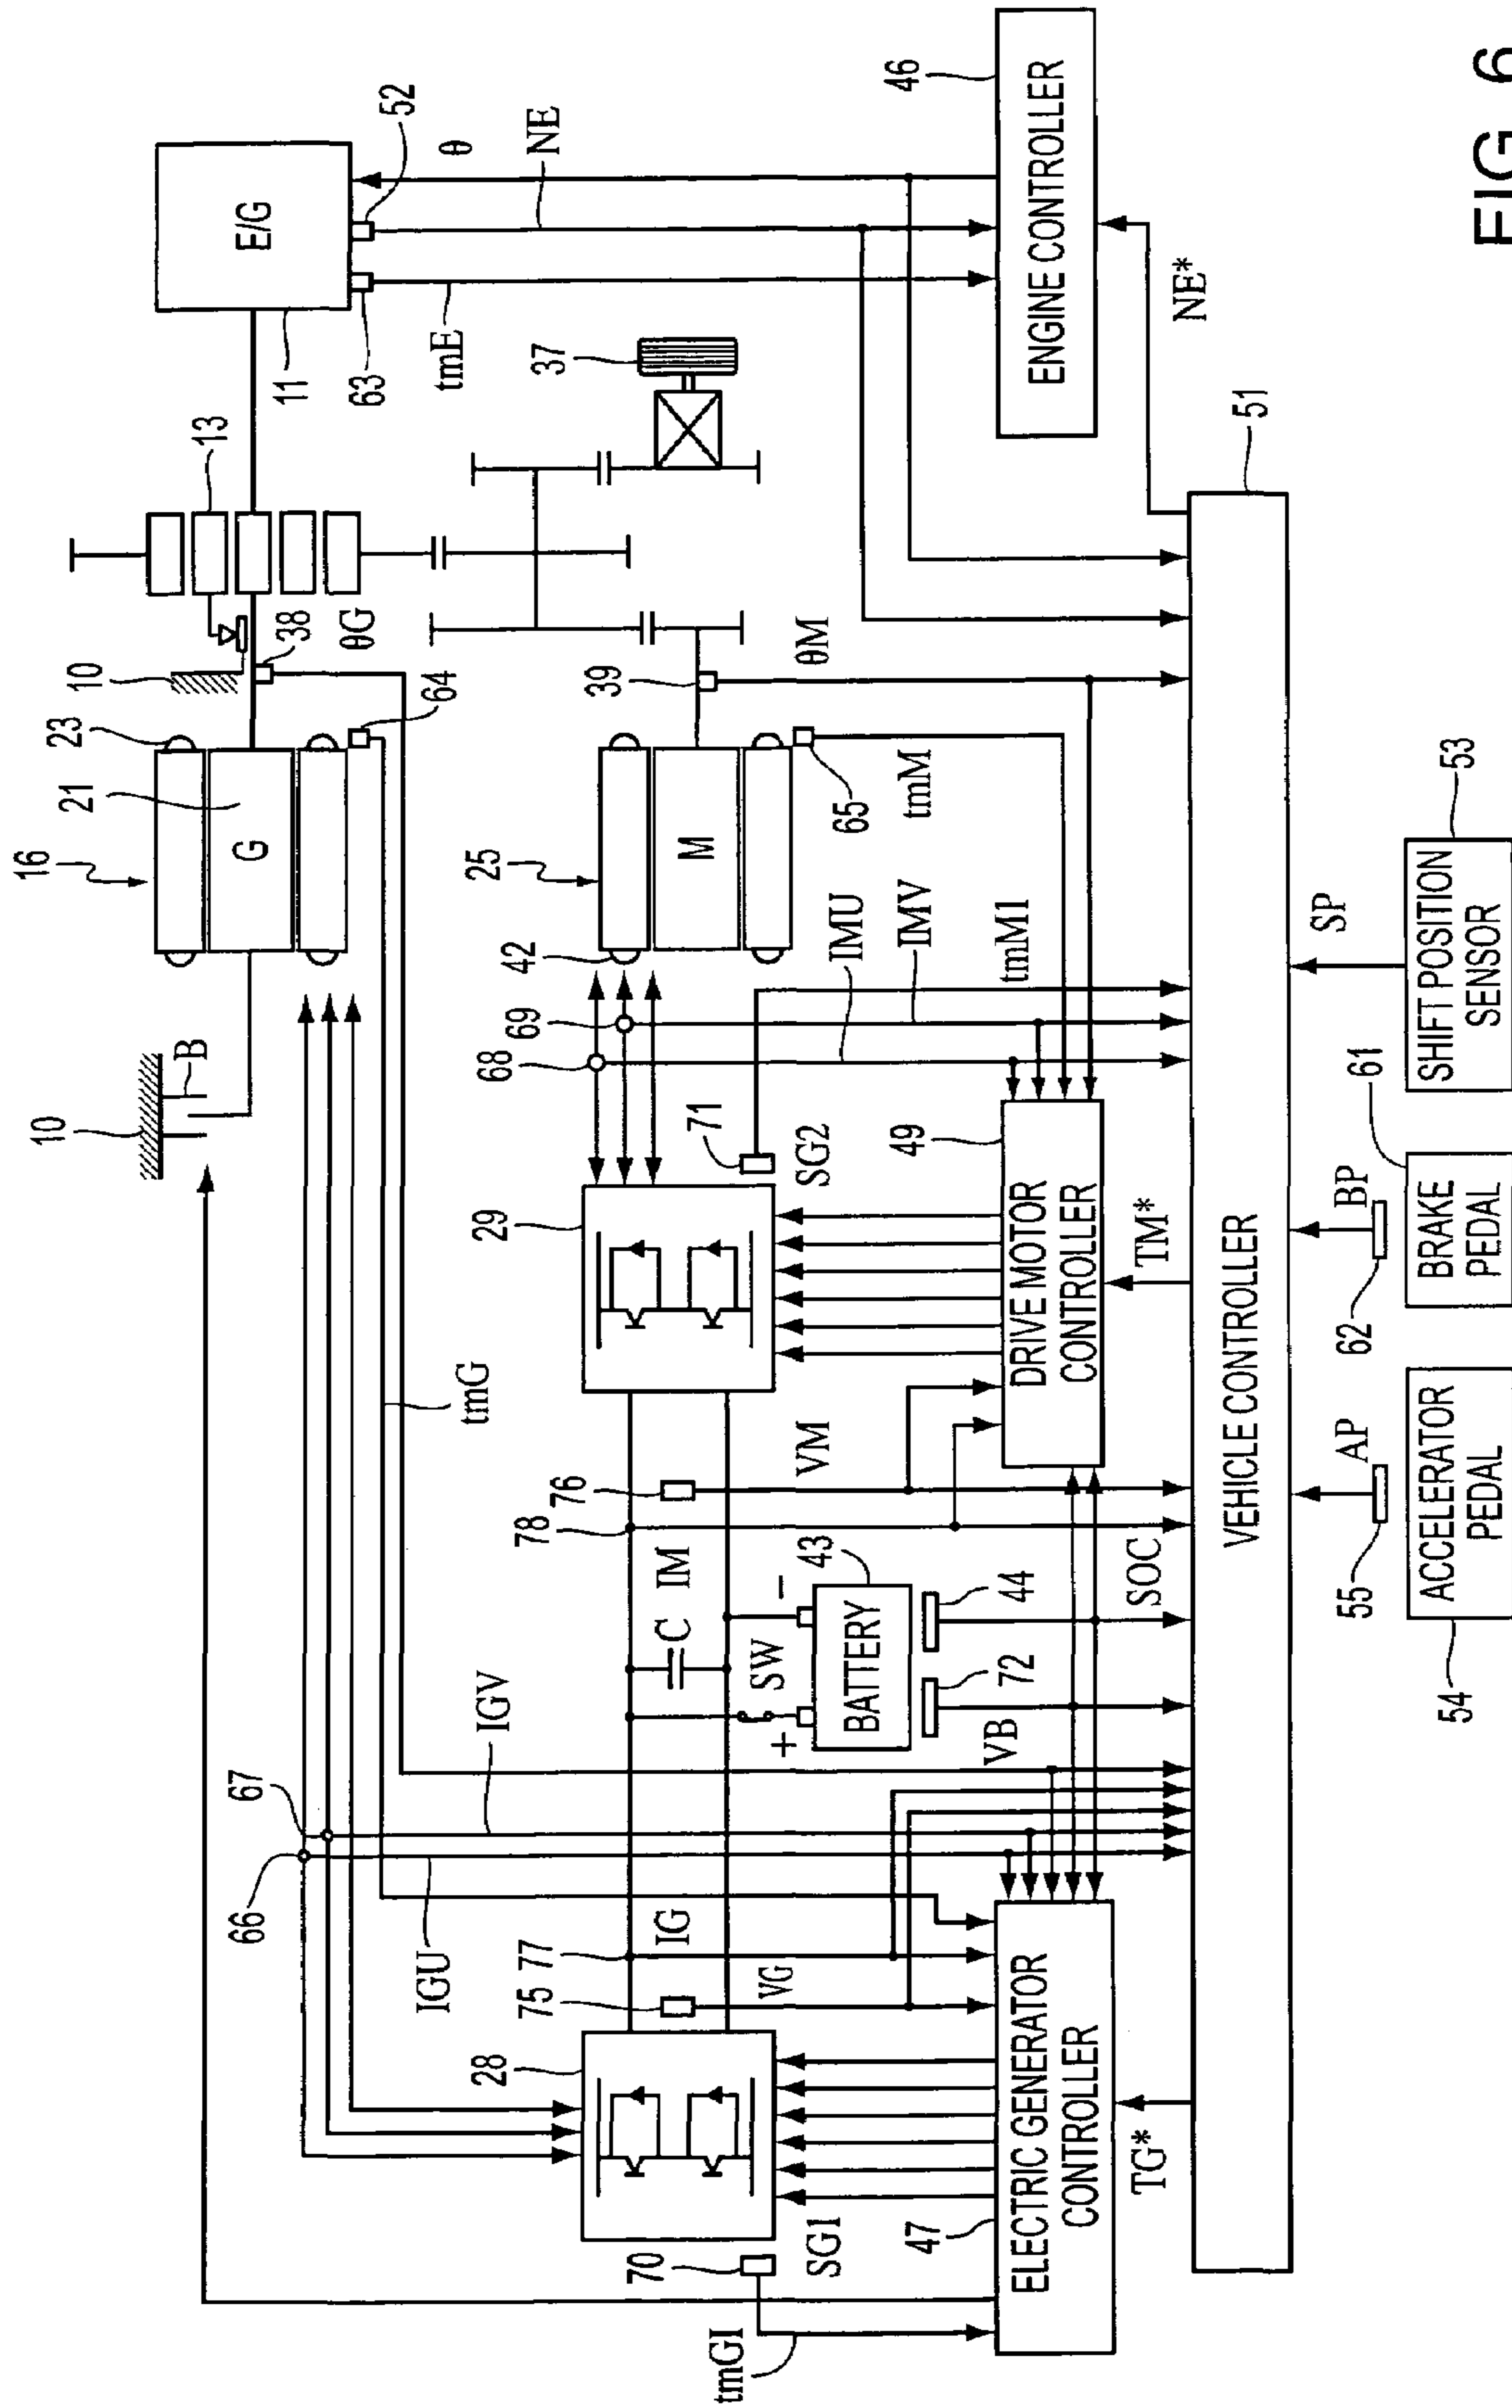 16
21
23
10
38
θG
13
E/G
52
θ
NE
46
11
63
tmE
37
ENGINE CONTROLLER
NE*
10
B
G
64
25
39
θM
42
M
65
tmM
69
68
IMU
IMV
tmM1
71
SG2
29
49
DRIVE MOTOR
CONTROLLER
TM*
51
tmG
76
VM
78
IM
C
43
−
SW
+
BATTERY
44
72
SOC
VB
67
66
IGV
IGU
IG
77
75
VG
28
70
SG1
47
ELECTRIC GENERATOR
CONTROLLER
TG*
tmGI
VEHICLE CONTROLLER
SP
53
SHIFT POSITION
SENSOR
61
BP
62
BRAKE
PEDAL
AP
55
ACCELERATOR
PEDAL
54
FIG. 6